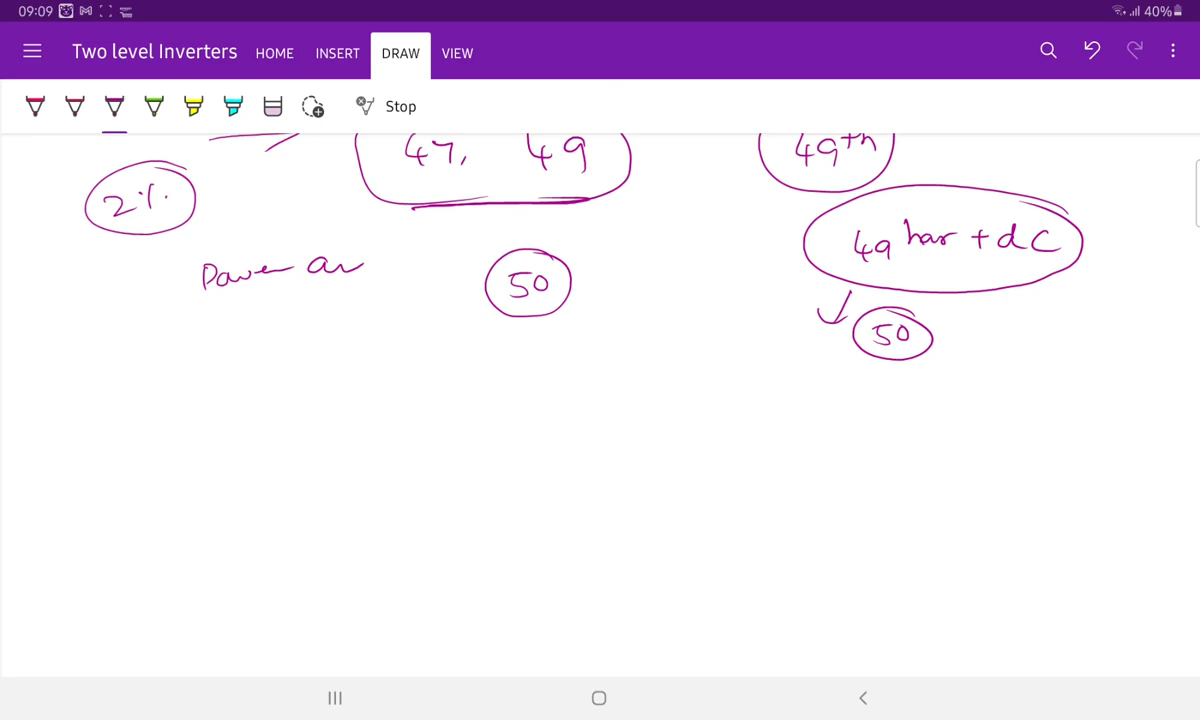 09:09 40%
Two level Inverters HOME INSERT DRAW VIEW
Stop
47, 49 49th
2%.
49 har + dc
Power an 50
50